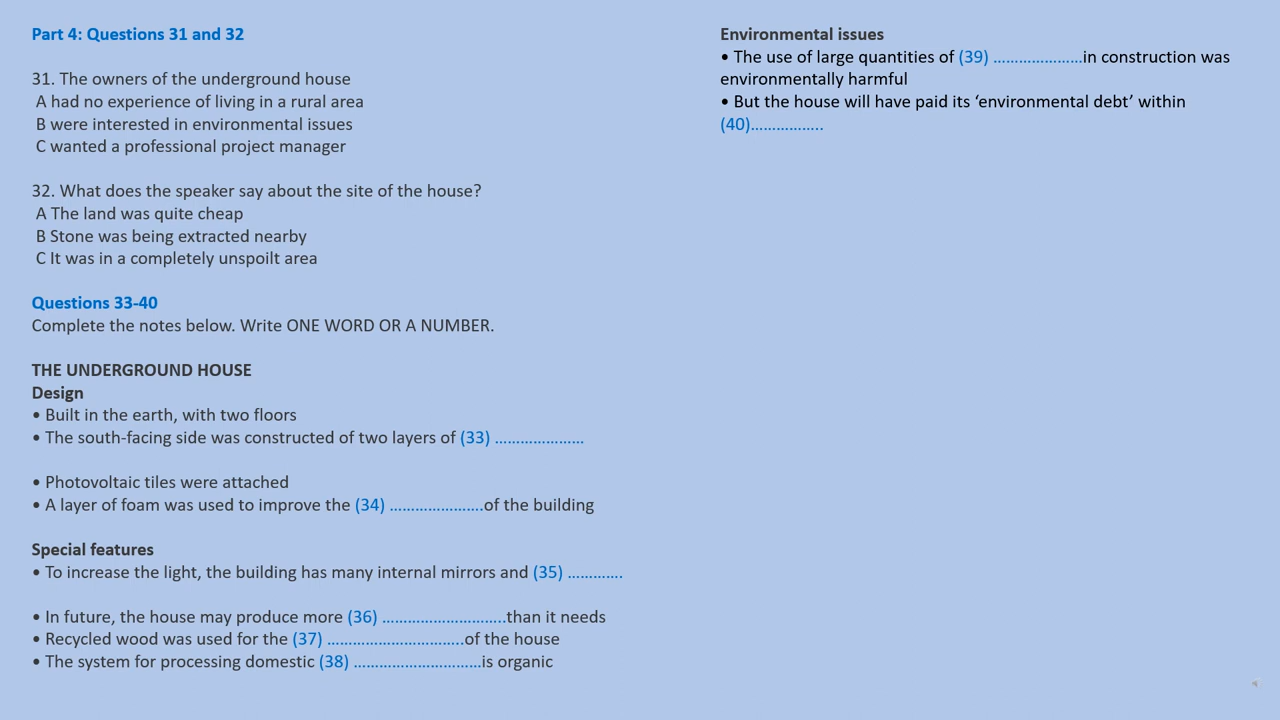 Part 4: Questions 31 and 32
31. The owners of the underground house
A had no experience of living in a rural area
B were interested in environmental issues
C wanted a professional project manager
32. What does the speaker say about the site of the house?
A The land was quite cheap
B Stone was being extracted nearby
C It was in a completely unspoilt area
Questions 33-40
Complete the notes below. Write ONE WORD OR A NUMBER.
THE UNDERGROUND HOUSE
Design
• Built in the earth, with two floors
• The south-facing side was constructed of two layers of (33) …………………
• Photovoltaic tiles were attached
• A layer of foam was used to improve the (34) ………………….of the building
Special features
• To increase the light, the building has many internal mirrors and (35) ………….
• In future, the house may produce more (36) ………………………..than it needs
• Recycled wood was used for the (37) …………………………..of the house
• The system for processing domestic (38) …………………………is organic
Environmental issues
• The use of large quantities of (39) …………………in construction was
environmentally harmful
• But the house will have paid its ‘environmental debt’ within
(40)……………..